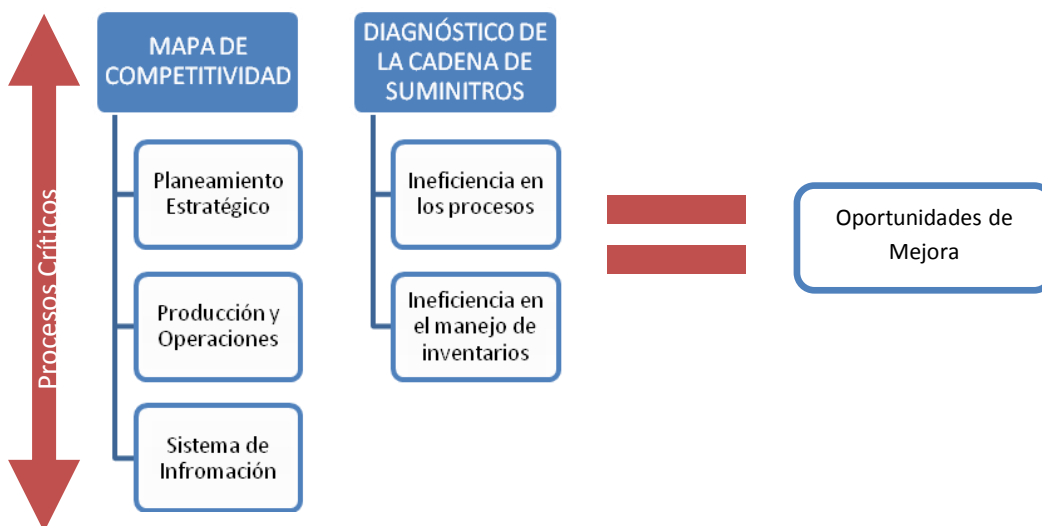 Procesos Críticos
MAPA DE
COMPETITIVIDAD
Planeamiento
Estratégico
Producción y
Operaciones
Sistema de
Infromación
DIAGNÓSTICO DE
LA CADENA DE
SUMINITROS
Ineficiencia en
los procesos
Ineficiencia en
el manejo de
inventarios
Oportunidades de
Mejora